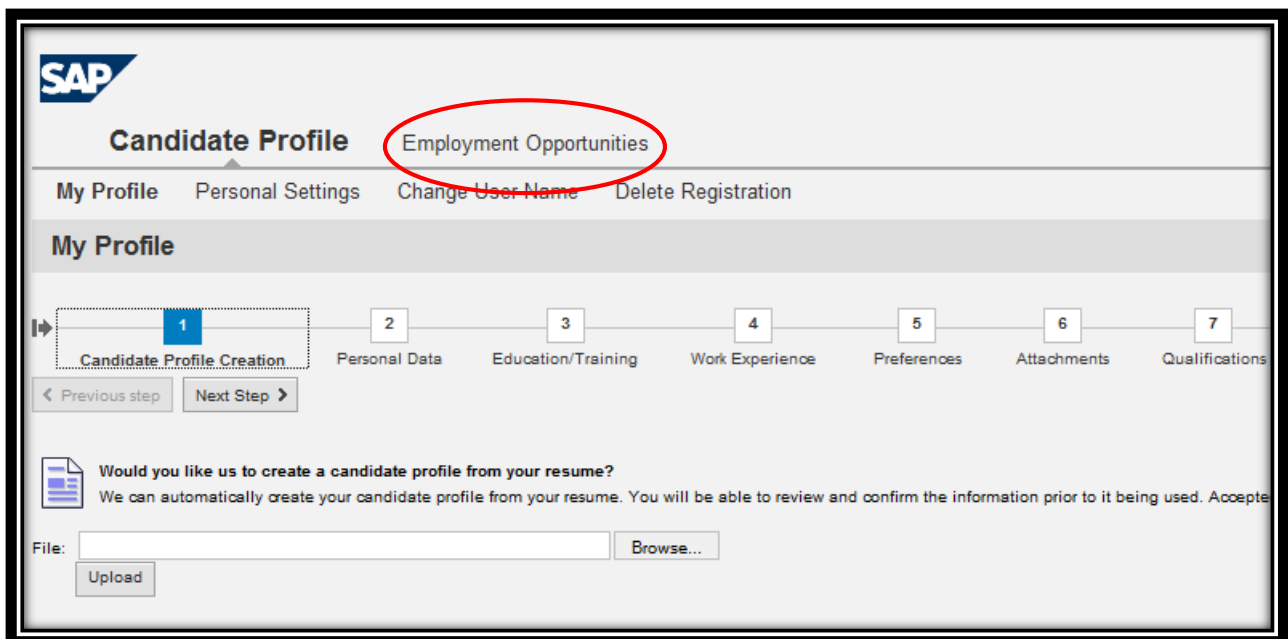 SAP
Candidate Profile Employment Opportunities
My Profile Personal Settings Change User Name Delete Registration
My Profile
1 2 3 4 5 6 7
Candidate Profile Creation Personal Data Education/Training Work Experience Preferences Attachments Qualifications
Previous step Next Step
Would you like us to create a candidate profile from your resume?
We can automatically create your candidate profile from your resume. You will be able to review and confirm the information prior to it being used. Accepte
File: Browse...
Upload